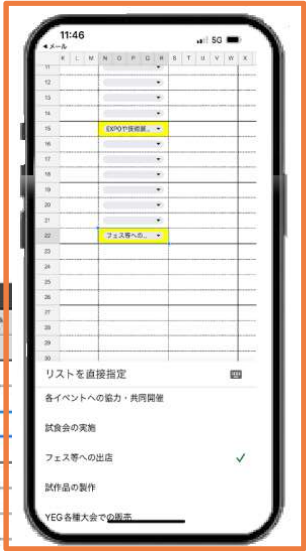 11:46
5G
◀メール
K L M N O P Q R S T U V W X
11
12
13
14
15 EXPOや技術展...
16
17
18
19
20
21
22 フェス等への...
23
24
25
26
27
28
29
30
リストを直接指定
各イベントへの協力・共同開催
試食会の実施
フェス等への出店
試作品の製作
YEG各種大会での販売